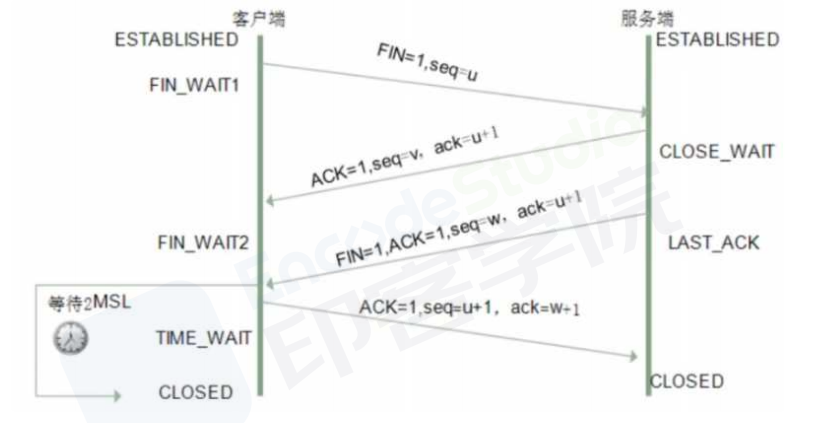 客户端 服务端
ESTABLISHED ESTABLISHED
FIN=1,seq=u
FIN_WAIT1
ACK=1,seq=v, ack=u+1
CLOSE_WAIT
FIN=1,ACK=1,seq=w, ack=u+1
FIN_WAIT2 LAST_ACK
等待2MSL
ACK=1,seq=u+1, ack=w+1
TIME_WAIT
CLOSED CLOSED
EncodeStudio
印客学院